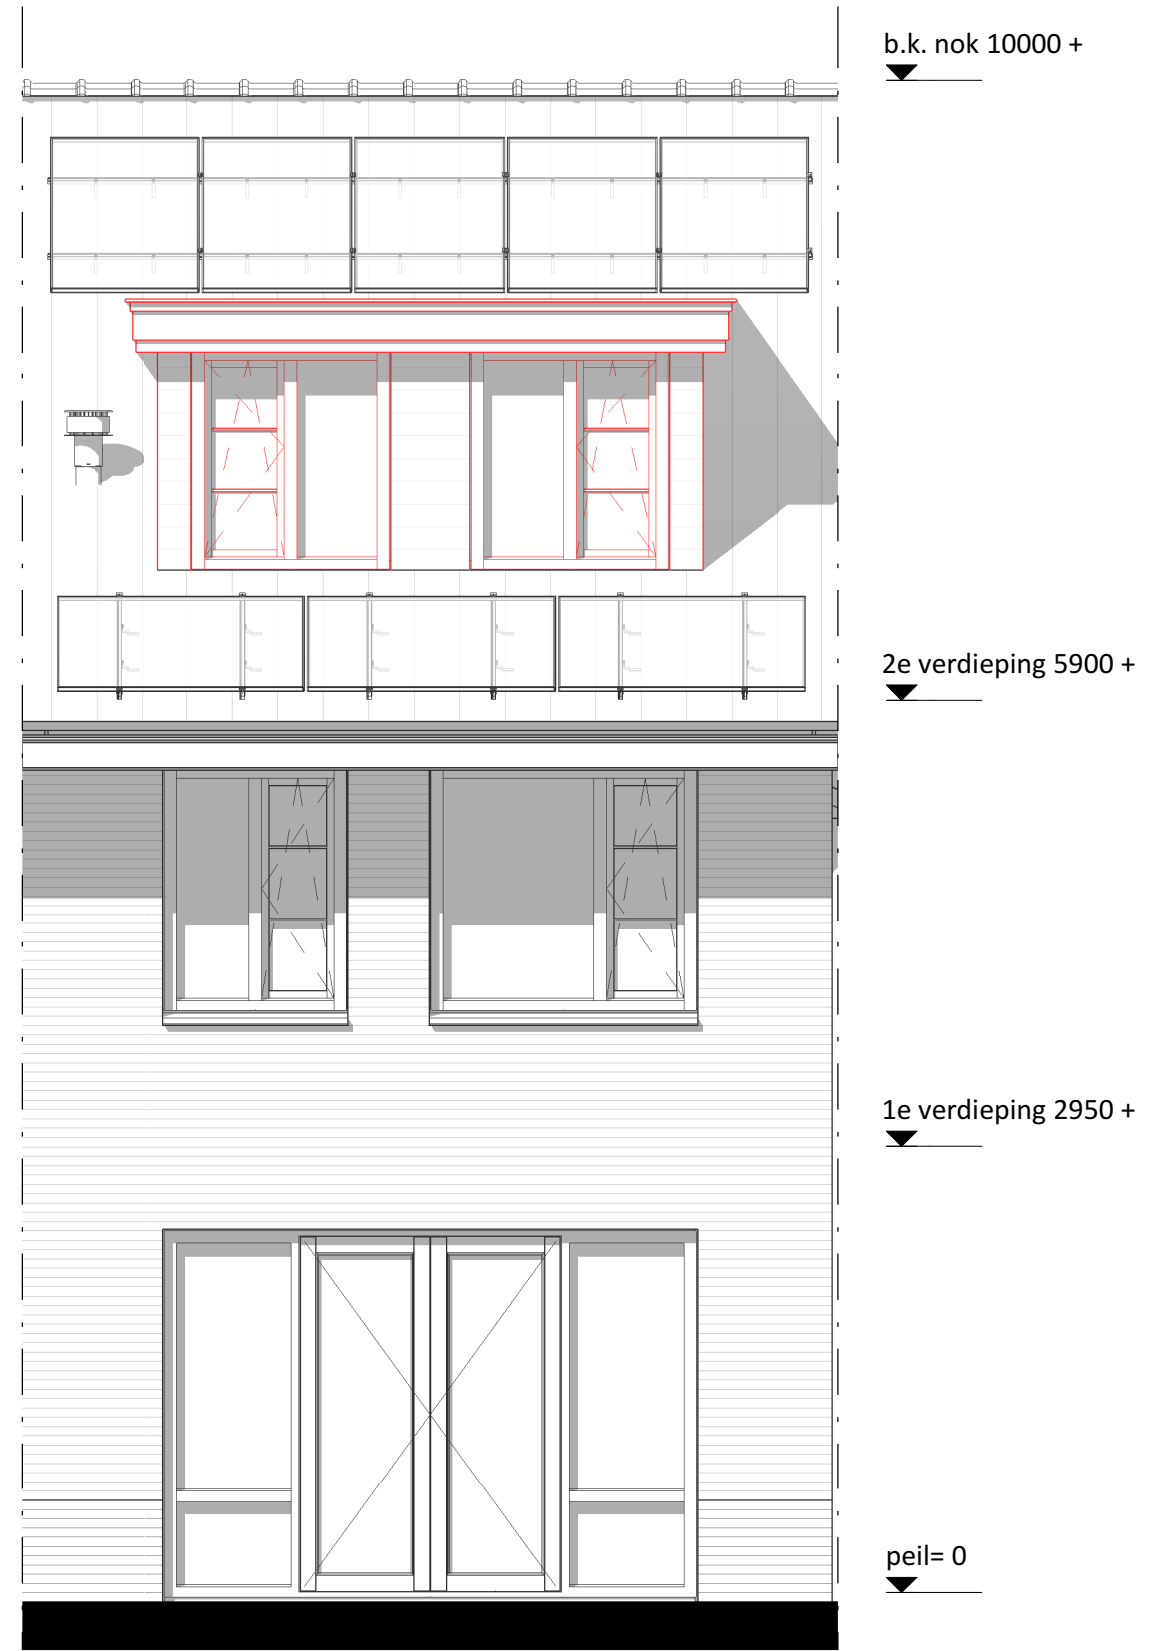 b.k. nok 10000 +
2e verdieping 5900 +
1e verdieping 2950 +
peil= 0